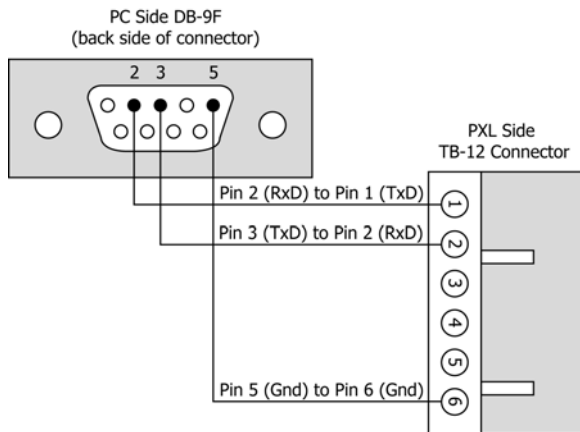 PC Side DB-9F
(back side of connector)
2 3 5
PXL Side
TB-12 Connector
Pin 2 (RxD) to Pin 1 (TxD)
1
Pin 3 (TxD) to Pin 2 (RxD)
2
3
4
5
Pin 5 (Gnd) to Pin 6 (Gnd)
6